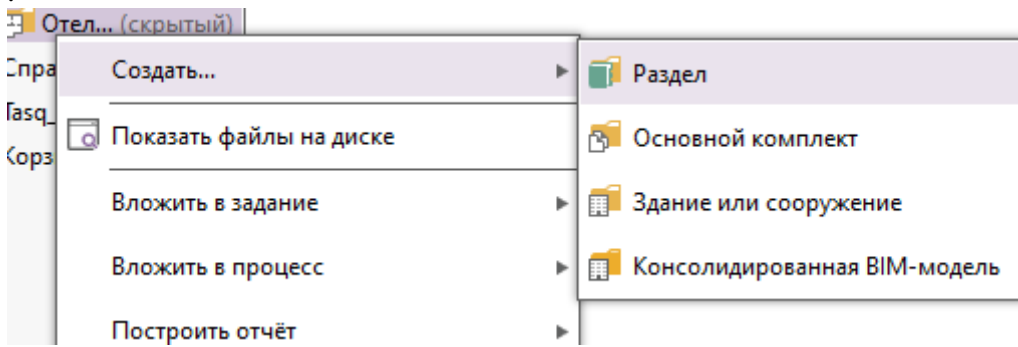 Отел... (скрытый)
Спра
Создать...
Раздел
Tasq_
Показать файлы на диске
Основной комплект
Корз
Вложить в задание
Здание или сооружение
Вложить в процесс
Консолидированная BIM-модель
Построить отчёт